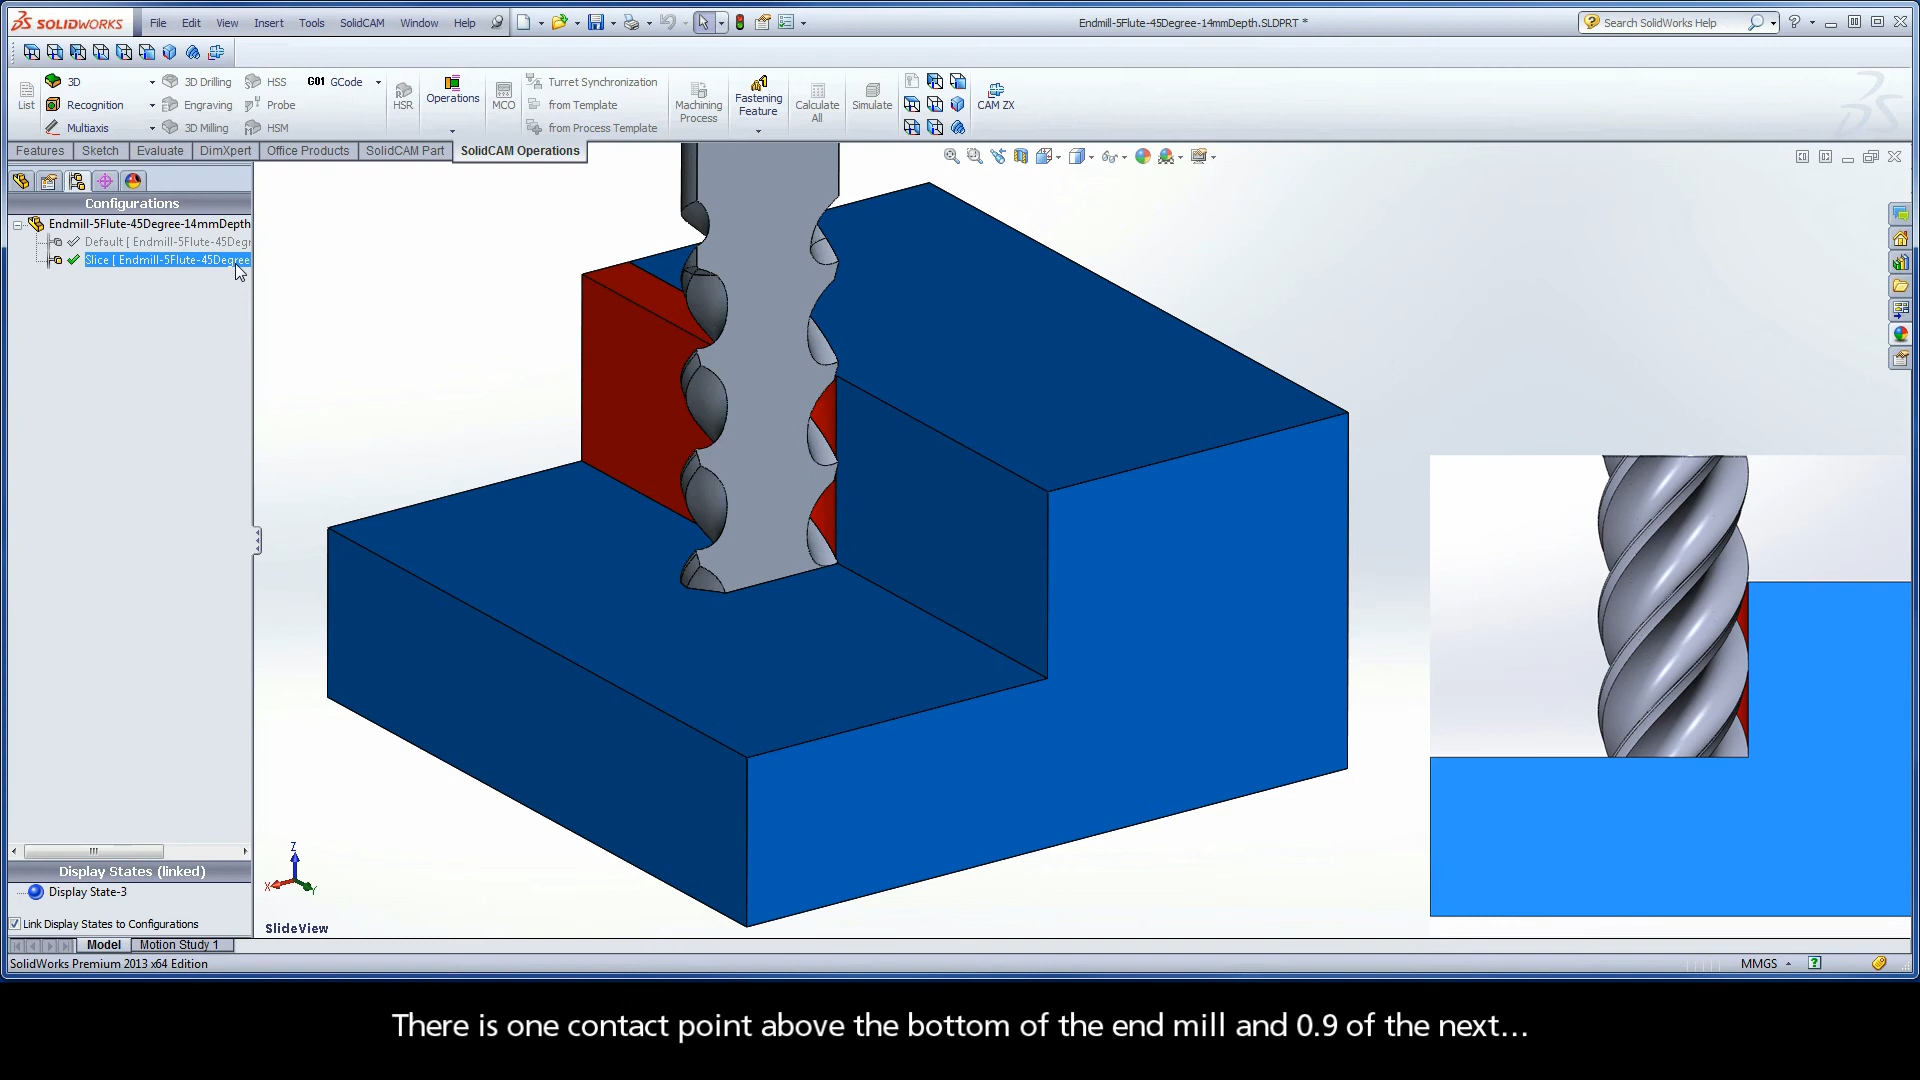 SOLIDWORKS
File Edit View Insert Tools SolidCAM Window Help
Endmill-5Flute-45Degree-14mmDepth.SLDPRT *
Search SolidWorks Help
3D
3D Drilling
HSS
G01 GCode
Recognition
Engraving
Probe
Multiaxis
3D Milling
HSM
List
HSR
Operations
MCO
Turret Synchronization
from Template
from Process Template
Machining
Process
Fastening
Feature
Calculate
All
Simulate
CAM ZX
Features Sketch Evaluate DimXpert Office Products SolidCAM Part SolidCAM Operations
Configurations
Endmill-5Flute-45Degree-14mmDepth
Default [ Endmill-5Flute-45Degr
Slice [ Endmill-5Flute-45Degree
Display States (linked)
Display State-3
Link Display States to Configurations
Z
X
Y
SlideView
Model Motion Study 1
SolidWorks Premium 2013 x64 Edition
MMGS
There is one contact point above the bottom of the end mill and 0.9 of the next...